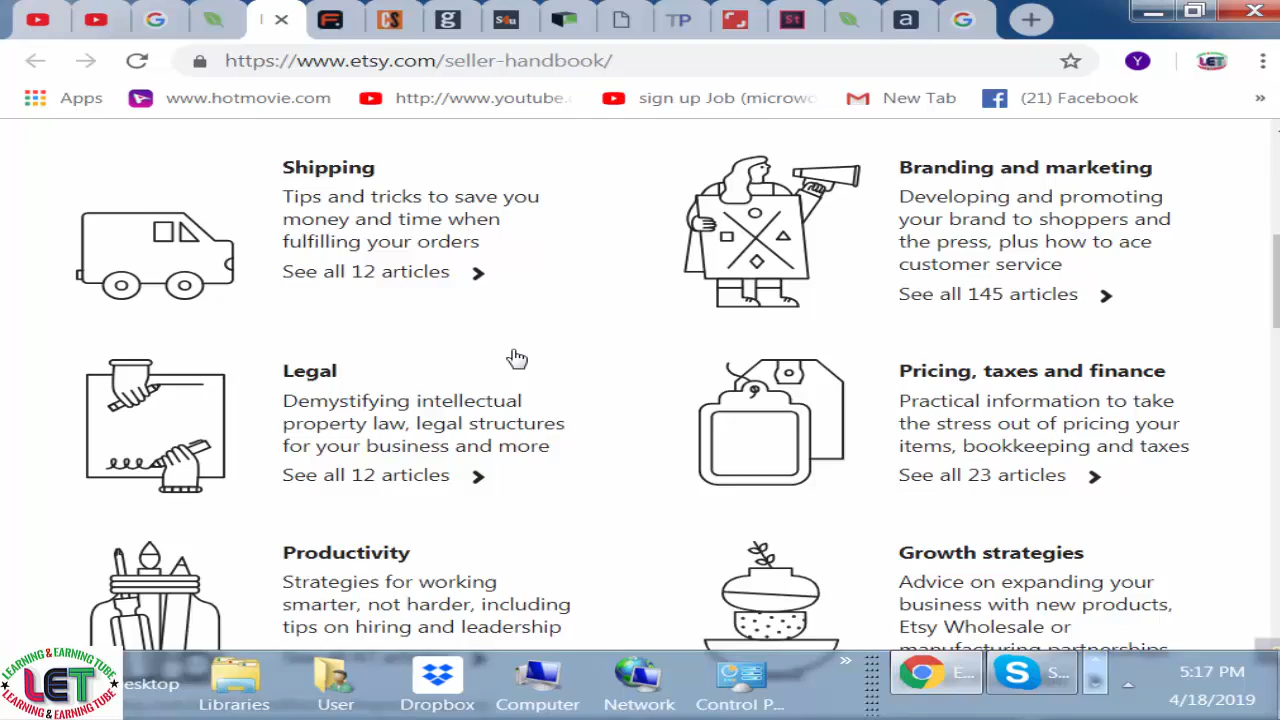 https://www.etsy.com/seller-handbook/
Apps
www.hotmovie.com
http://www.youtube.c
sign up Job (microwo
New Tab
(21) Facebook
Shipping
Tips and tricks to save you
money and time when
fulfilling your orders
See all 12 articles
Branding and marketing
Developing and promoting
your brand to shoppers and
the press, plus how to ace
customer service
See all 145 articles
Legal
Demystifying intellectual
property law, legal structures
for your business and more
See all 12 articles
Pricing, taxes and finance
Practical information to take
the stress out of pricing your
items, bookkeeping and taxes
See all 23 articles
Productivity
Strategies for working
smarter, not harder, including
tips on hiring and leadership
Growth strategies
Advice on expanding your
business with new products,
Etsy Wholesale or
manufacturing partnerships
LEARNING & EARNING TUBE
LET
LEARNING & EARNING TUBE
esktop
Libraries
User
Dropbox
Computer
Network
Control P...
E...
S...
5:17 PM
4/18/2019